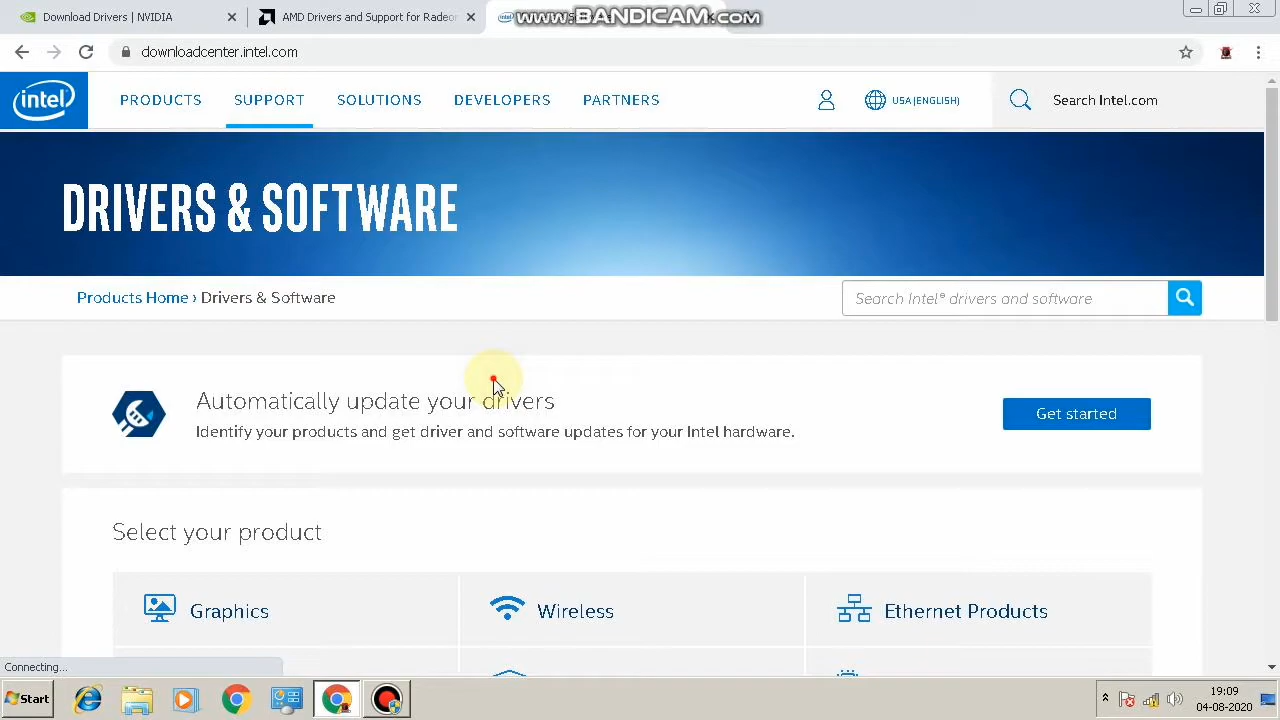 Download Drivers | NVIDIA
AMD Drivers and Support for Radeor
www.BANDICAM.com
downloadcenter.intel.com
intel
PRODUCTS
SUPPORT
SOLUTIONS
DEVELOPERS
PARTNERS
USA (ENGLISH)
Search Intel.com
DRIVERS & SOFTWARE
Products Home › Drivers & Software
Search Intel® drivers and software
Automatically update your drivers
Identify your products and get driver and software updates for your Intel hardware.
Get started
Select your product
Graphics
Wireless
Ethernet Products
Connecting...
Start
19:09
04-08-2020